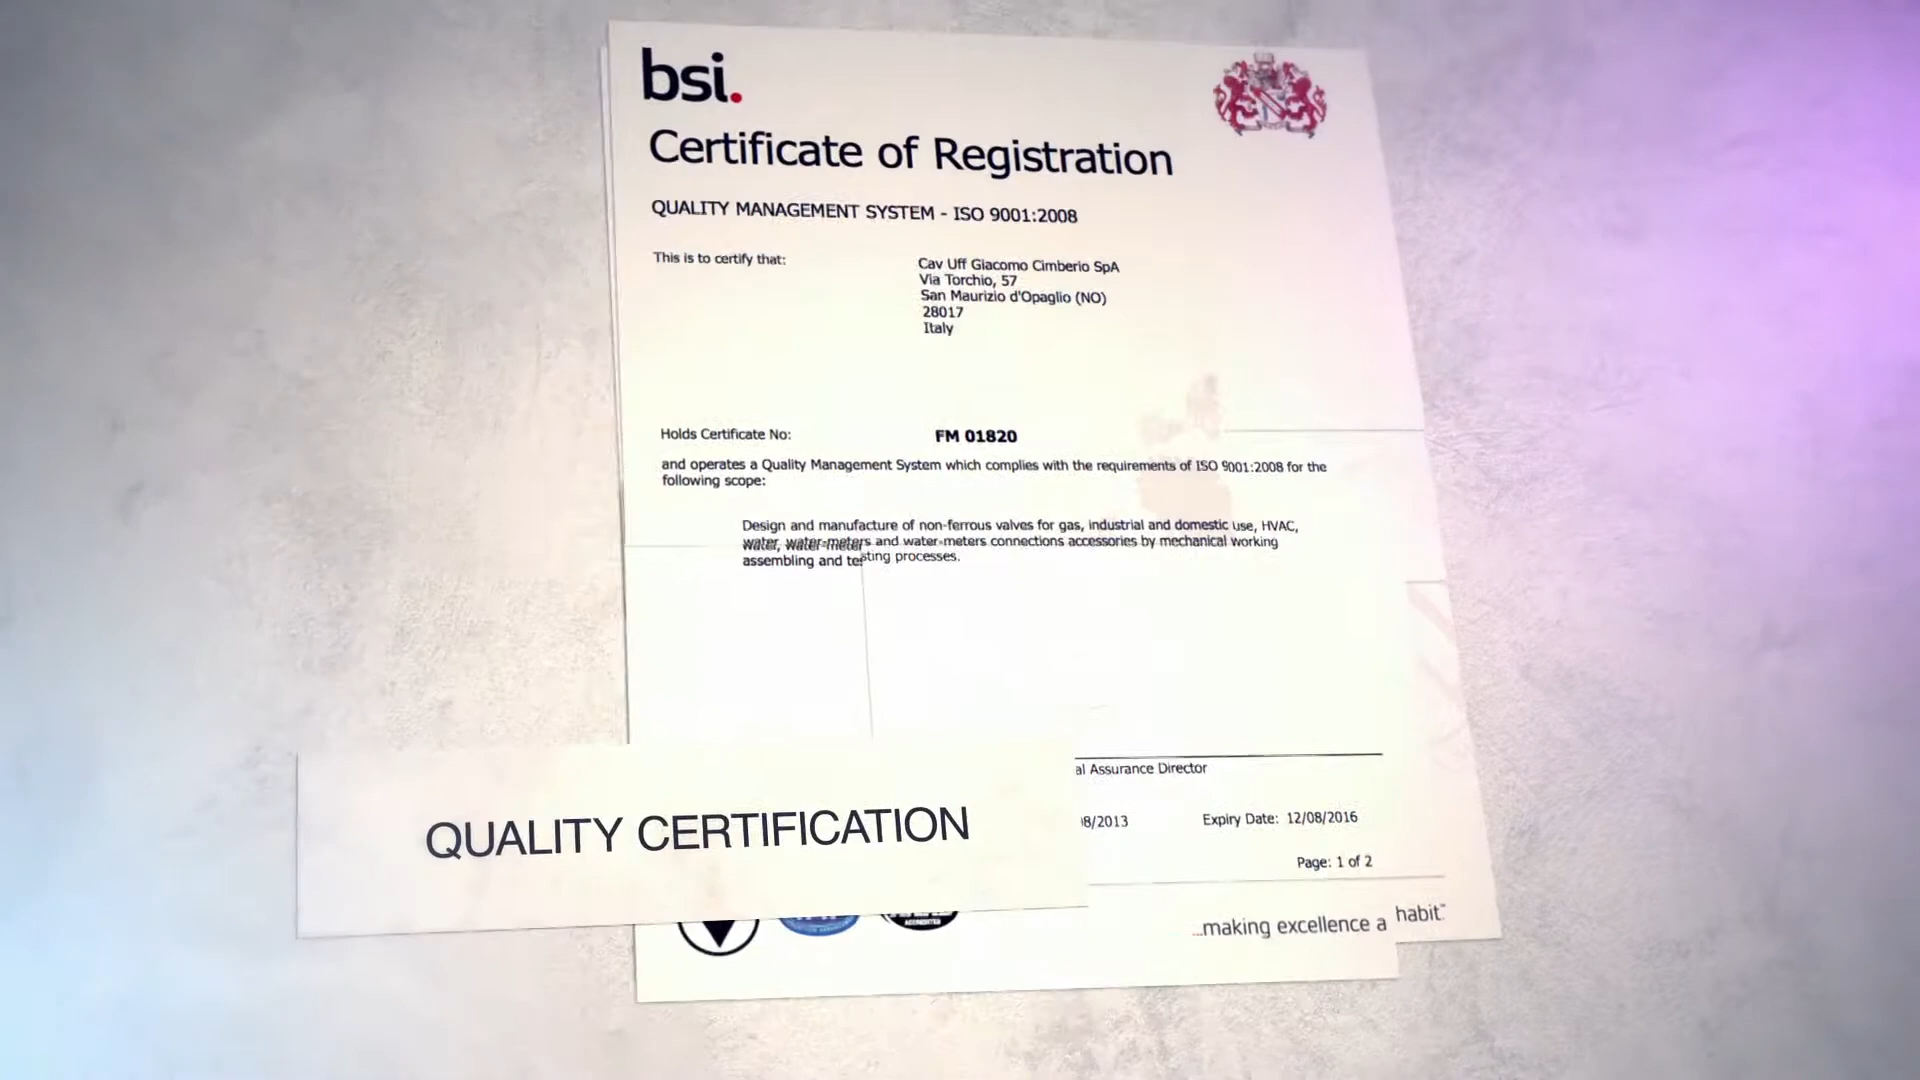 bsi.
Certificate of Registration
QUALITY MANAGEMENT SYSTEM - ISO 9001:2008
This is to certify that:
Cav Uff Giacomo Cimberio SpA
Via Torchio, 57
San Maurizio d'Opaglio (NO)
28017
Italy
Holds Certificate No: FM 01820
and operates a Quality Management System which complies with the requirements of ISO 9001:2008 for the
following scope:
Design and manufacture of non-ferrous valves for gas, industrial and domestic use, HVAC,
water, water-meters and water-meters connections accessories by mechanical working
assembling and testing processes.
al Assurance Director
8/2013 Expiry Date: 12/08/2016
Page: 1 of 2
QUALITY CERTIFICATION
...making excellence a habit.™